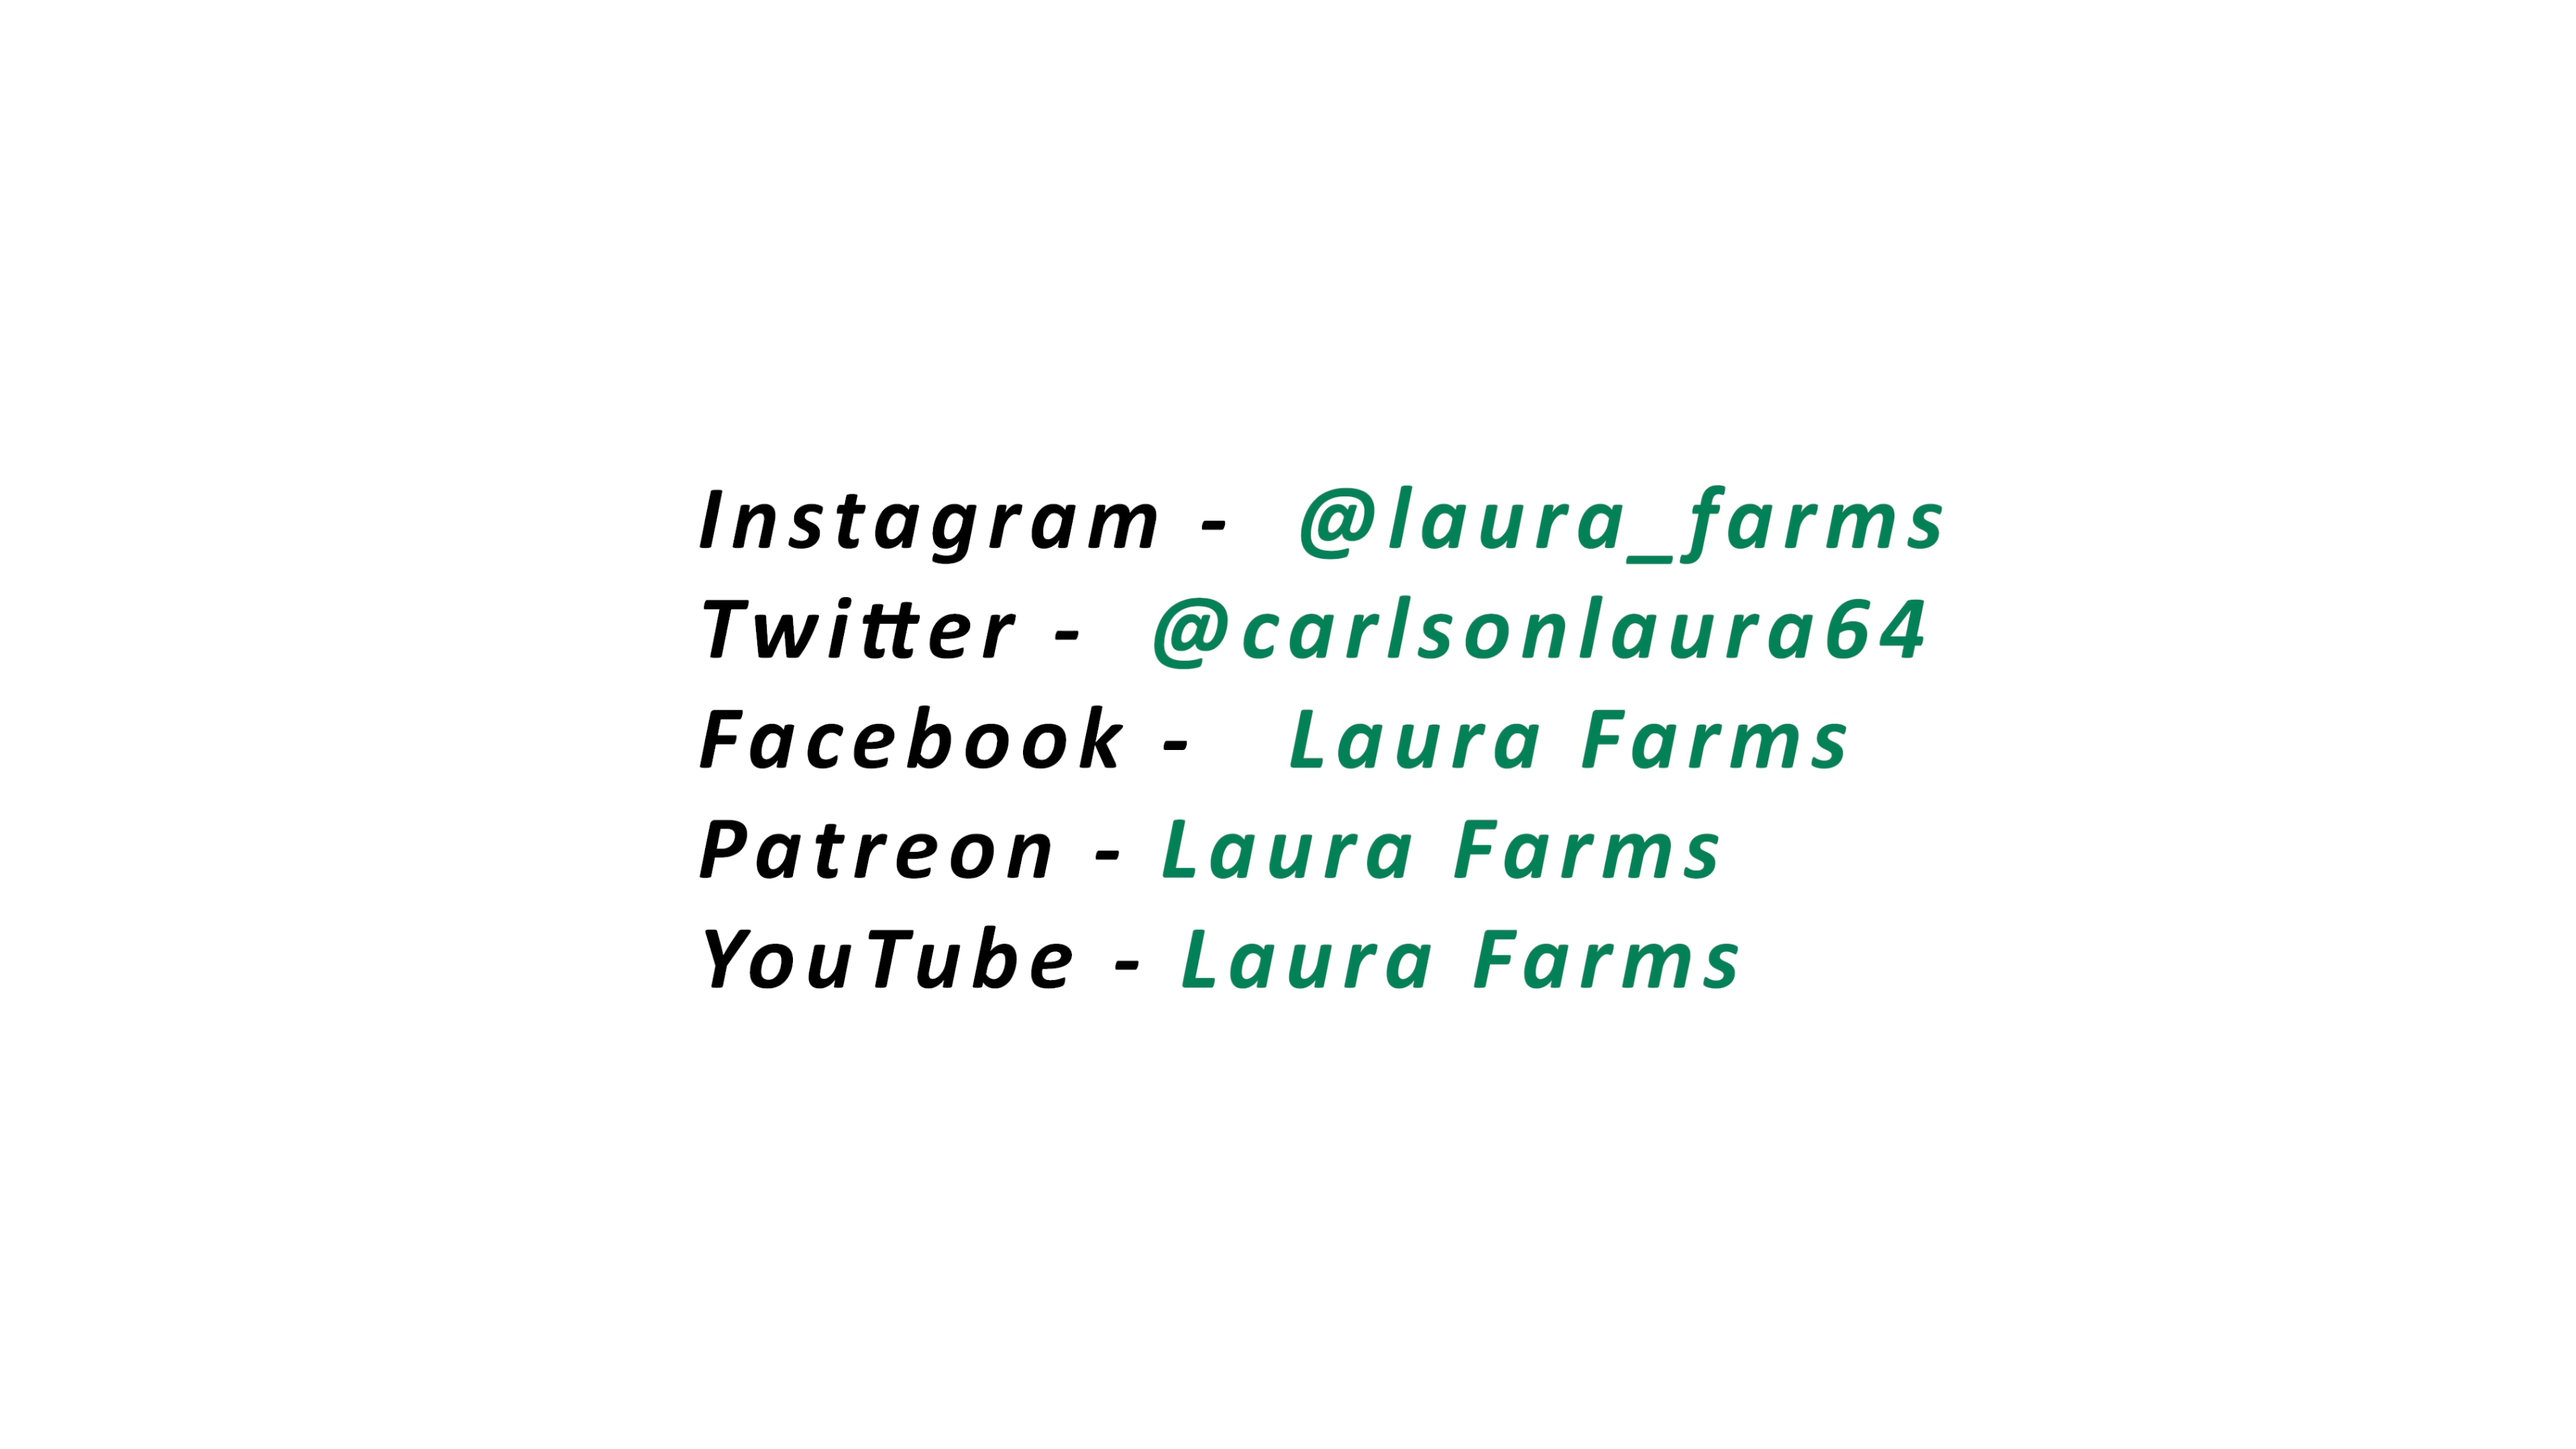 Instagram - @laura_farms
Twitter - @carlsonlaura64
Facebook - Laura Farms
Patreon - Laura Farms
YouTube - Laura Farms